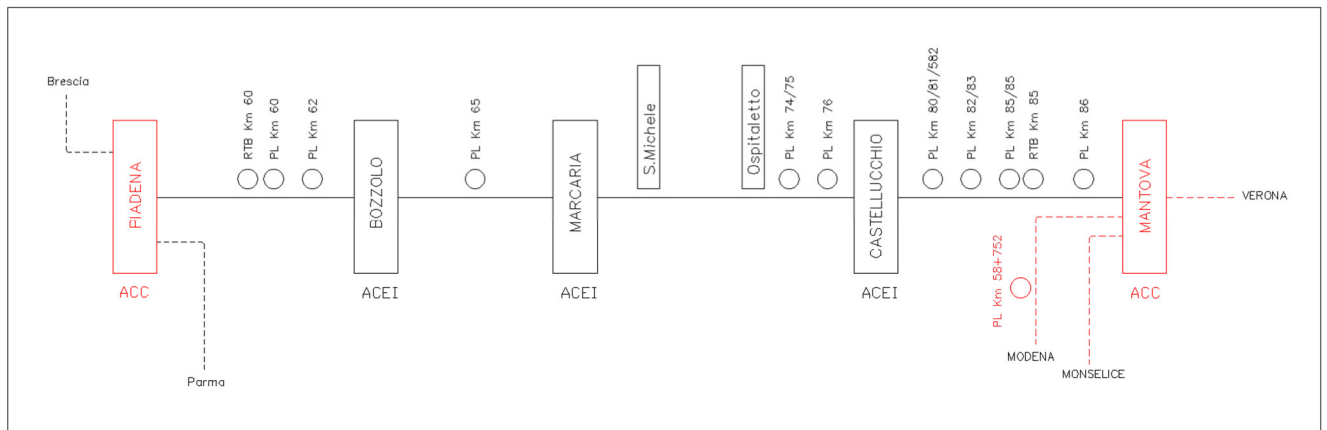 Brescia
PIADENA
ACC
Parma
RTB Km 60
PL Km 60
PL Km 62
BOZZOLO
ACEI
PL Km 65
MARCARIA
ACEI
S.Michele
Ospitaletto
PL Km 74/75
PL Km 76
CASTELLUCCHIO
ACEI
PL Km 80/81/582
PL Km 82/83
PL Km 85/85
RTB Km 85
PL Km 86
MANTOVA
ACC
VERONA
PL Km 58+752
MODENA
MONSELICE